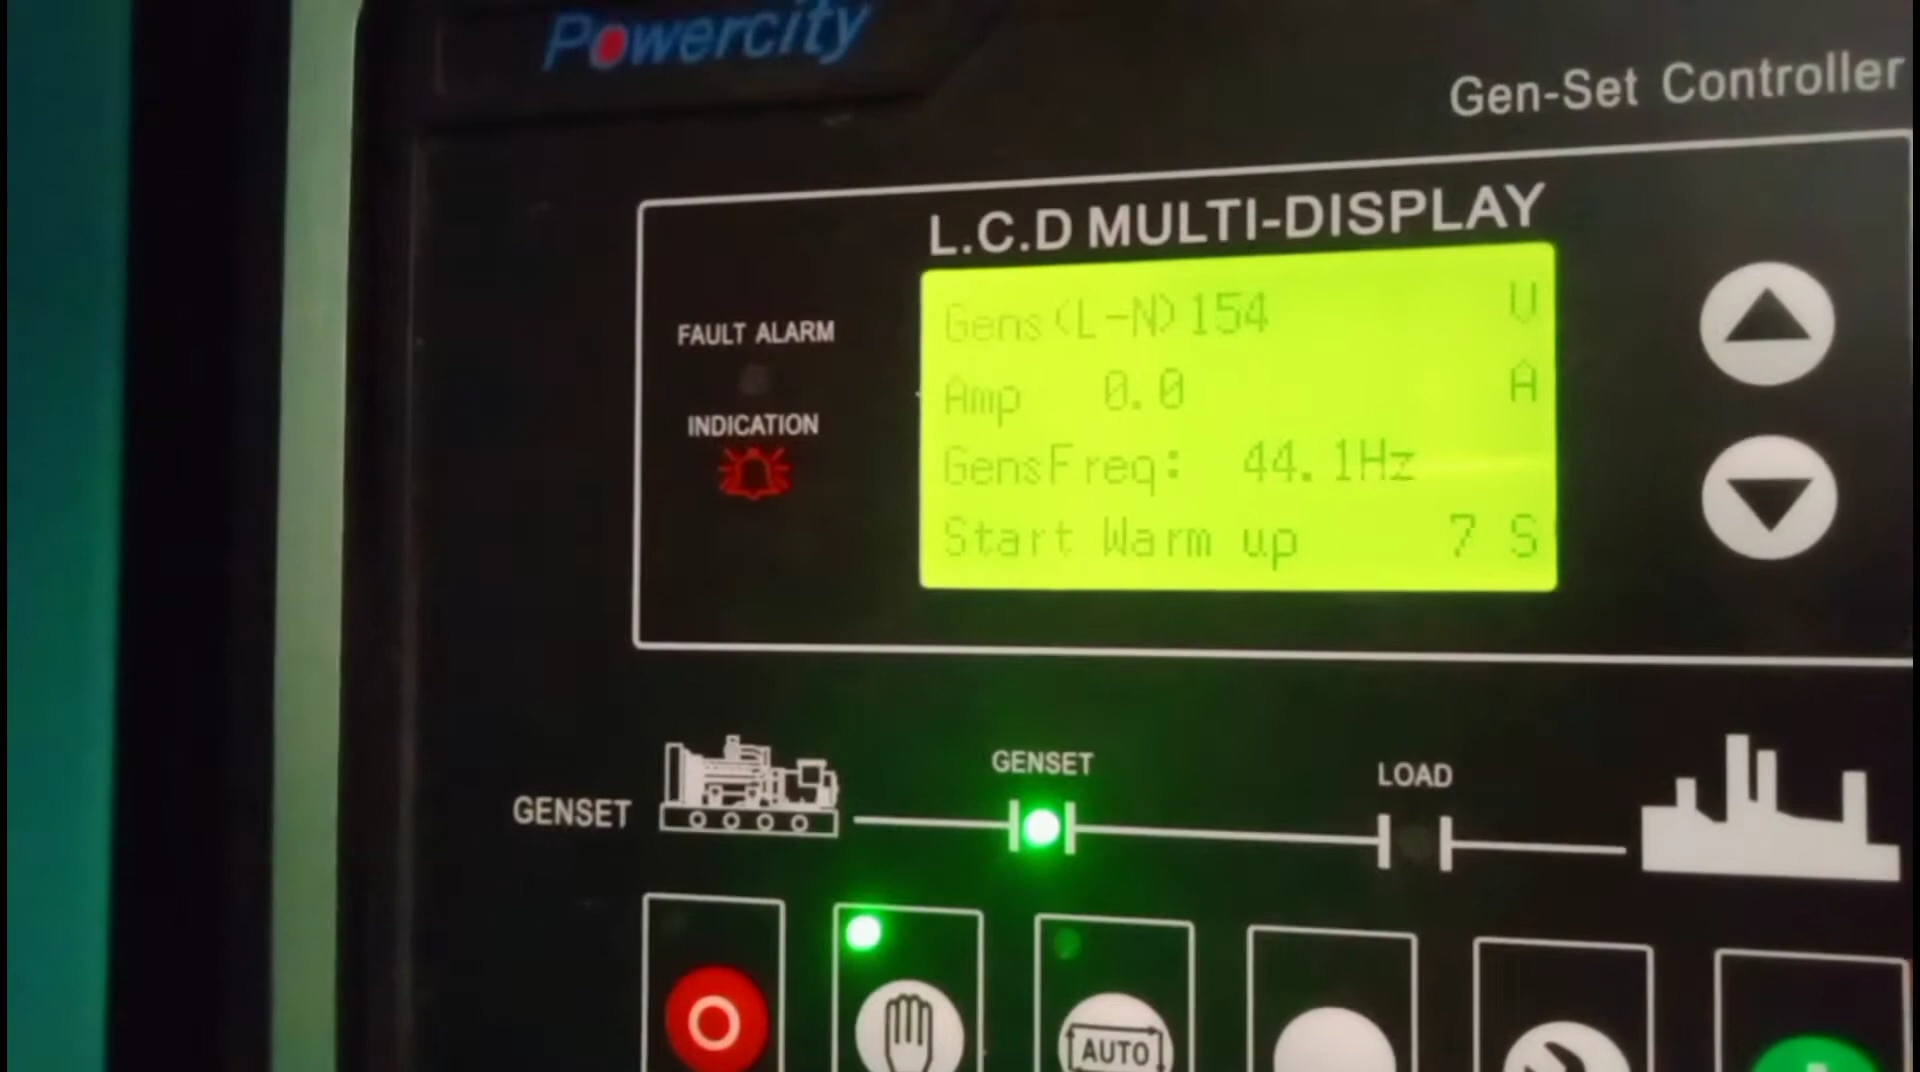 Powercity
Gen-Set Controller
L.C.D MULTI-DISPLAY
FAULT ALARM
INDICATION
Gens(L-N)154 V
Amp 0.0 A
GensFreq: 44.1Hz
Start Warm up 7 S
GENSET
GENSET
LOAD
AUTO